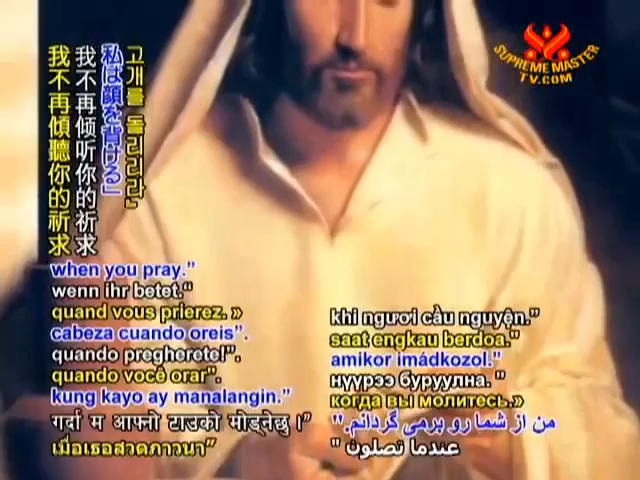 SUPREME MASTER
TV.COM
고개를 돌리리라”
私は顔を背ける」
我不再倾听你的祈求
我不再傾聽你的祈求
when you pray.”
wenn ihr betet.“
quand vous prierez. »
cabeza cuando oreis”.
quando pregherete!”.
quando você orar”.
kung kayo ay manalangin.”
गर्दा म आफ्नो टाउको मोड्नेछु ।”
เมื่อเธอสวดภาวนา”
khi ngươi cầu nguyện.”
saat engkau berdoa.”
amikor imádkozol.”
нүүрээ буруулна. ”
когда вы молитесь.»
من از شما رو برمی گردانم."
عندما تصلون "